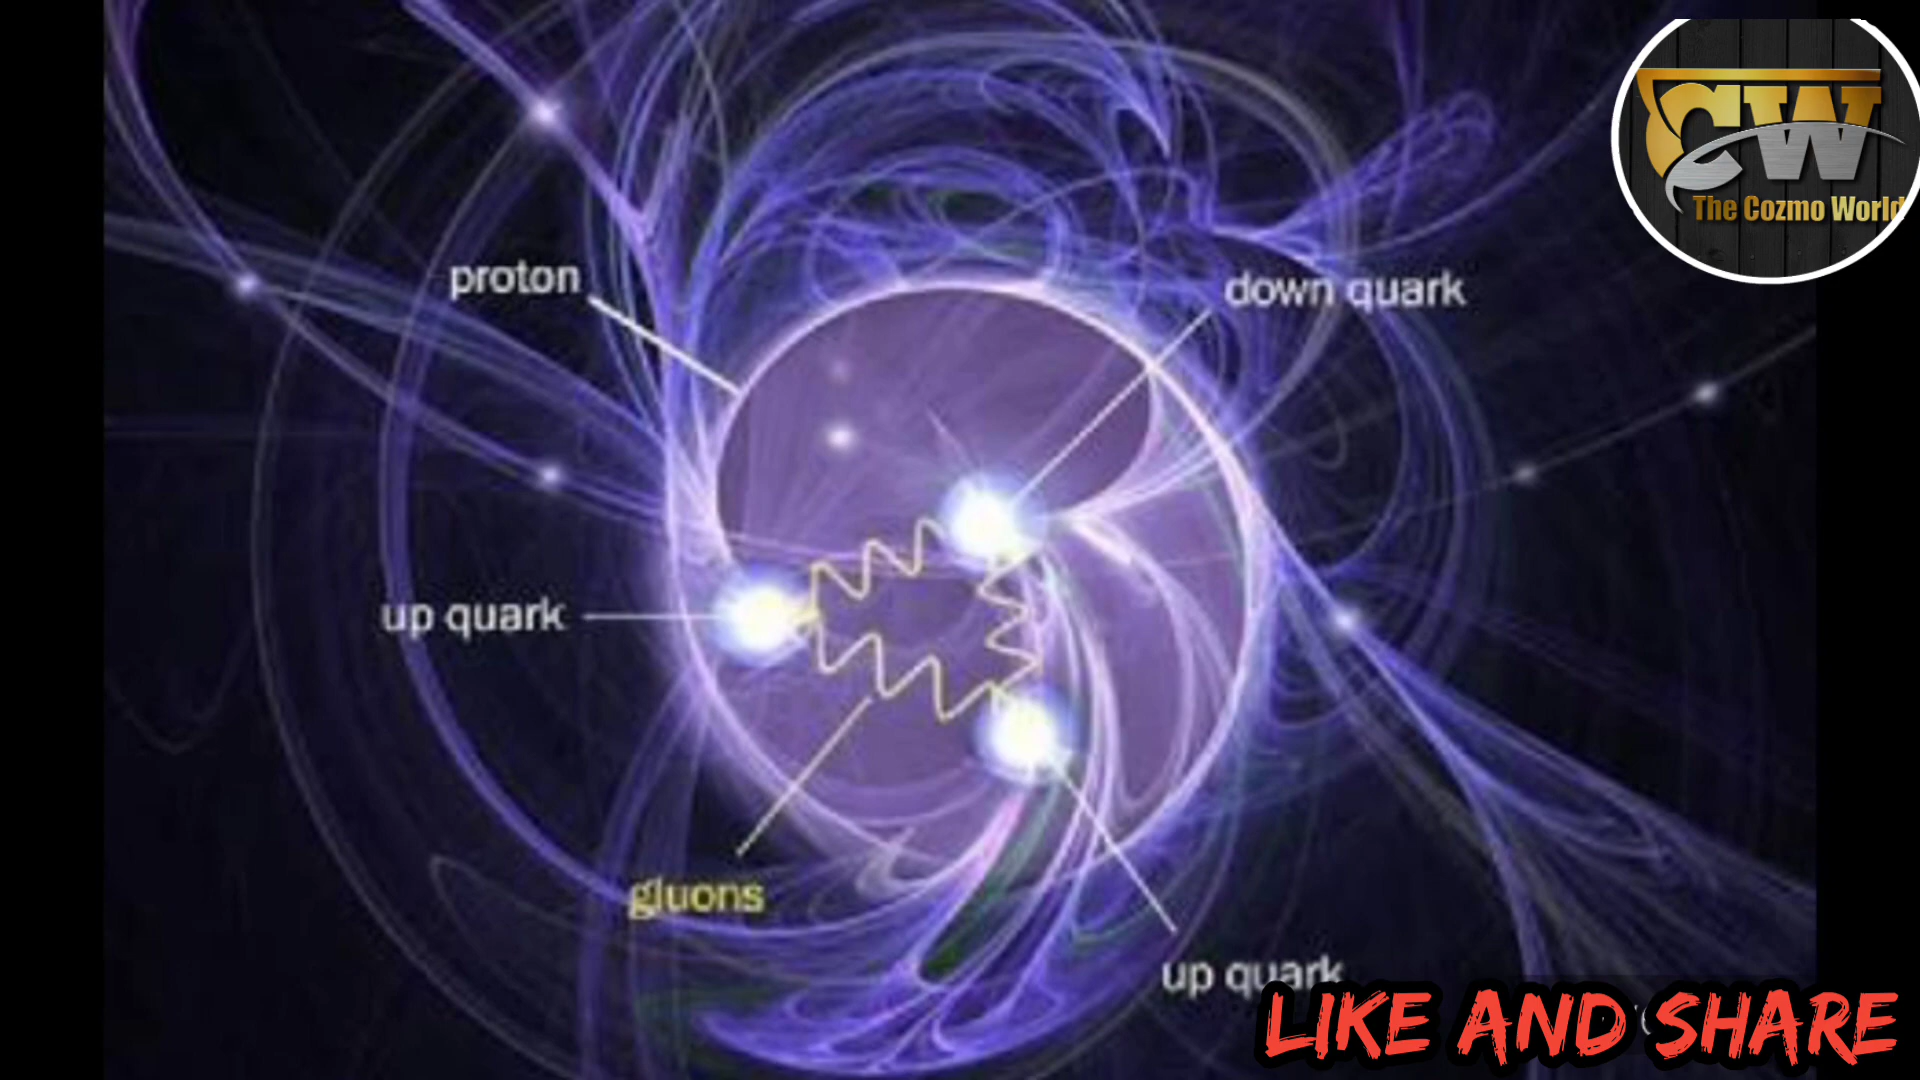 CW
The Cozmo World
proton
down quark
up quark
gluons
up quark
LIKE AND SHARE